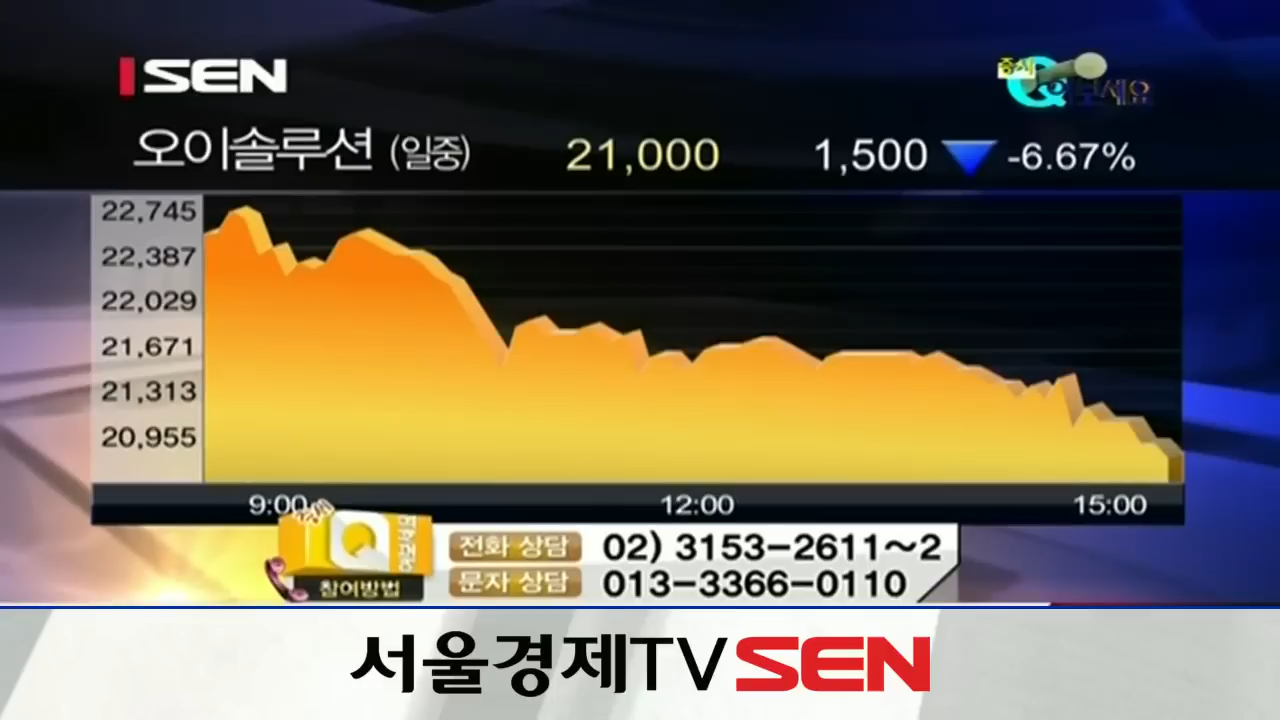 SEN
증시 Q
오이솔루션 (일중) 21,000 1,500 ▼ -6.67%
22,745
22,387
22,029
21,671
21,313
20,955
9:00 12:00 15:00
Q
참여방법
전화 상담 02) 3153-2611~2
문자 상담 013-3366-0110
서울경제TV SEN